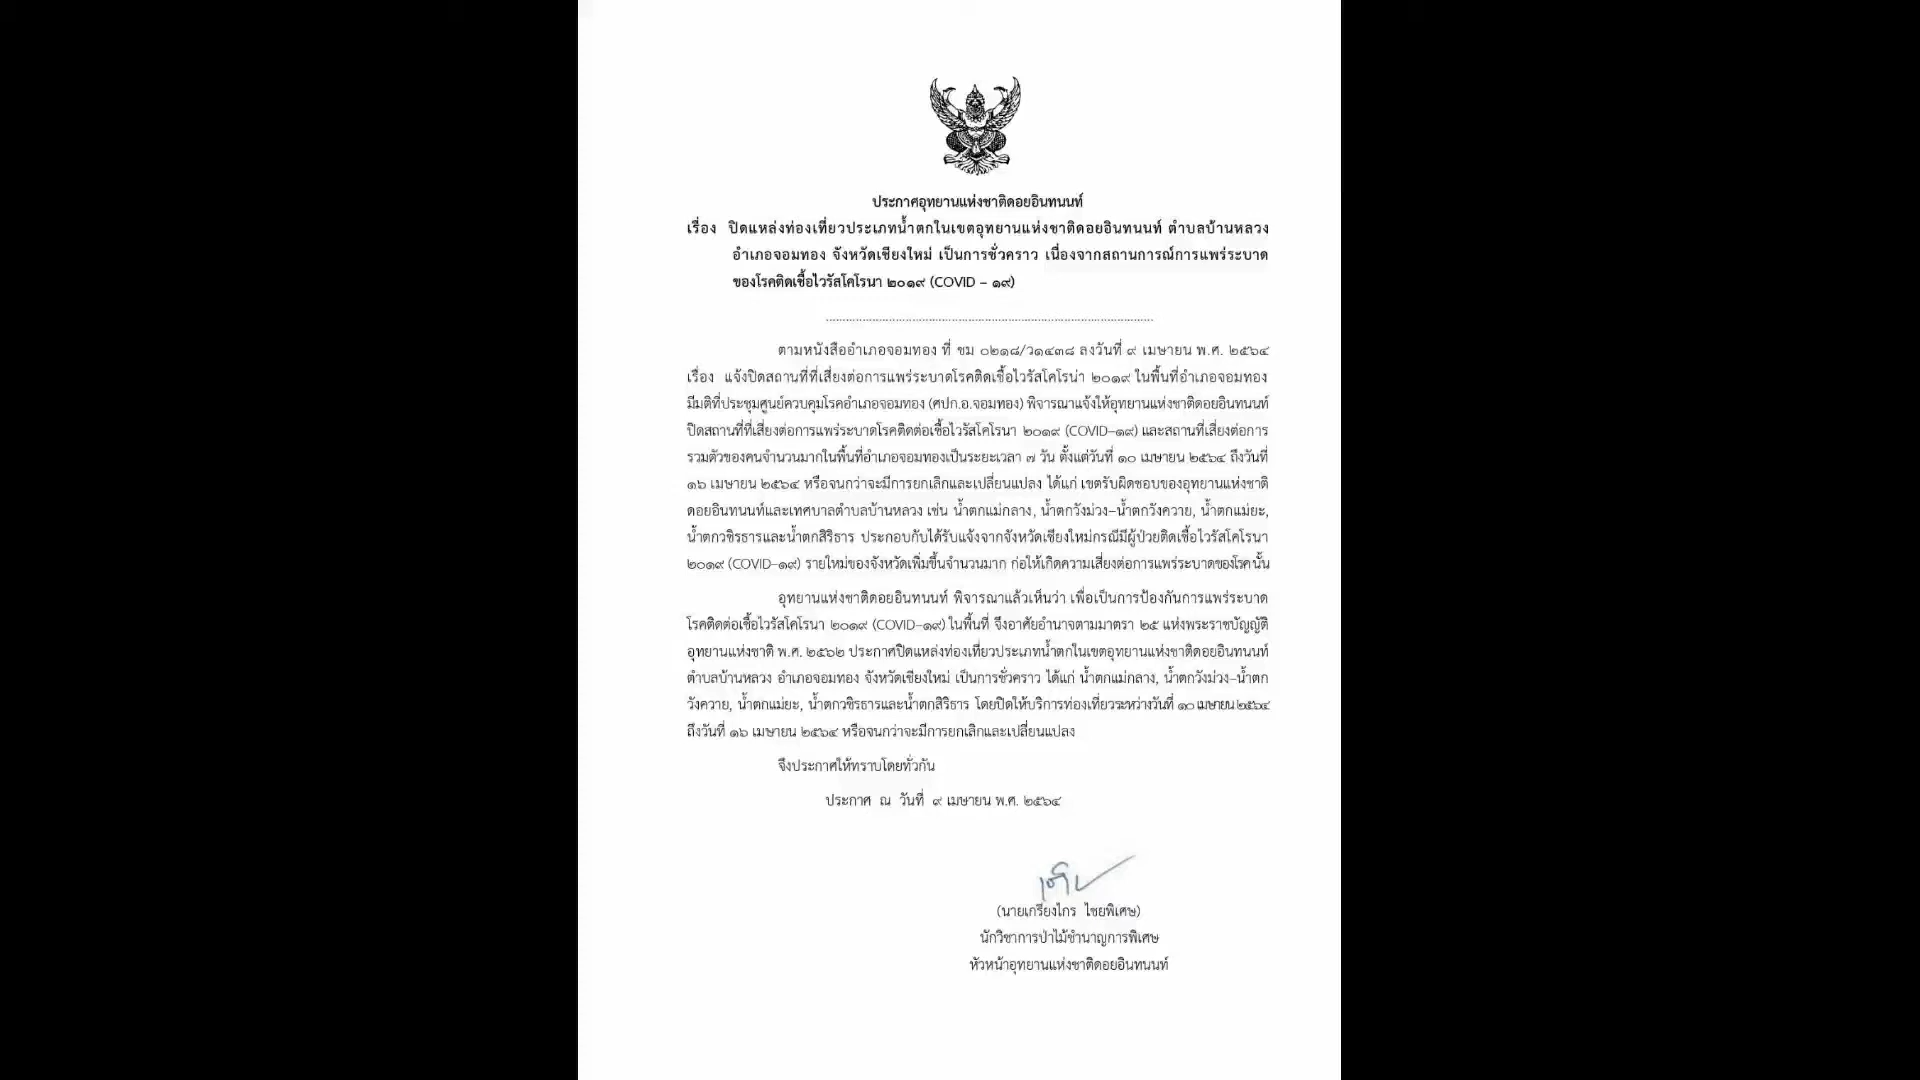 ประกาศอุทยานแห่งชาติดอยอินทนนท์
เรื่อง ปิดแหล่งท่องเที่ยวประเภทน้ำตกในเขตอุทยานแห่งชาติดอยอินทนนท์ ตำบลบ้านหลวง
อำเภอจอมทอง จังหวัดเชียงใหม่ เป็นการชั่วคราว เนื่องจากสถานการณ์การแพร่ระบาด
ของโรคติดเชื้อไวรัสโคโรนา ๒๐๑๙ (COVID – ๑๙)
ตามหนังสืออำเภอจอมทอง ที่ ชม ๐๒๑๘/ว๑๔๓๘ ลงวันที่ ๙ เมษายน พ.ศ. ๒๕๖๔
เรื่อง แจ้งปิดสถานที่ที่เสี่ยงต่อการแพร่ระบาดโรคติดเชื้อไวรัสโคโรน่า ๒๐๑๙ ในพื้นที่อำเภอจอมทอง
มีมติที่ประชุมศูนย์ควบคุมโรคอำเภอจอมทอง (ศปก.อ.จอมทอง) พิจารณาแจ้งให้อุทยานแห่งชาติดอยอินทนนท์
ปิดสถานที่ที่เสี่ยงต่อการแพร่ระบาดโรคติดต่อเชื้อไวรัสโคโรนา ๒๐๑๙ (COVID–๑๙) และสถานที่เสี่ยงต่อการ
รวมตัวของคนจำนวนมากในพื้นที่อำเภอจอมทองเป็นระยะเวลา ๗ วัน ตั้งแต่วันที่ ๑๐ เมษายน ๒๕๖๔ ถึงวันที่
๑๖ เมษายน ๒๕๖๔ หรือจนกว่าจะมีการยกเลิกและเปลี่ยนแปลง ได้แก่ เขตรับผิดชอบของอุทยานแห่งชาติ
ดอยอินทนนท์และเทศบาลตำบลบ้านหลวง เช่น น้ำตกแม่กลาง, น้ำตกวังม่วง–น้ำตกวังควาย, น้ำตกแม่ยะ,
น้ำตกวชิรธารและน้ำตกสิริธาร ประกอบกับได้รับแจ้งจากจังหวัดเชียงใหม่กรณีมีผู้ป่วยติดเชื้อไวรัสโคโรนา
๒๐๑๙ (COVID–๑๙) รายใหม่ของจังหวัดเพิ่มขึ้นจำนวนมาก ก่อให้เกิดความเสี่ยงต่อการแพร่ระบาดของโรคนั้น
อุทยานแห่งชาติดอยอินทนนท์ พิจารณาแล้วเห็นว่า เพื่อเป็นการป้องกันการแพร่ระบาด
โรคติดต่อเชื้อไวรัสโคโรนา ๒๐๑๙ (COVID–๑๙) ในพื้นที่ จึงอาศัยอำนาจตามมาตรา ๒๕ แห่งพระราชบัญญัติ
อุทยานแห่งชาติ พ.ศ. ๒๕๖๒ ประกาศปิดแหล่งท่องเที่ยวประเภทน้ำตกในเขตอุทยานแห่งชาติดอยอินทนนท์
ตำบลบ้านหลวง อำเภอจอมทอง จังหวัดเชียงใหม่ เป็นการชั่วคราว ได้แก่ น้ำตกแม่กลาง, น้ำตกวังม่วง–น้ำตก
วังควาย, น้ำตกแม่ยะ, น้ำตกวชิรธารและน้ำตกสิริธาร โดยปิดให้บริการท่องเที่ยวระหว่างวันที่ ๑๐ เมษายน ๒๕๖๔
ถึงวันที่ ๑๖ เมษายน ๒๕๖๔ หรือจนกว่าจะมีการยกเลิกและเปลี่ยนแปลง
จึงประกาศให้ทราบโดยทั่วกัน
ประกาศ ณ วันที่ ๙ เมษายน พ.ศ. ๒๕๖๔
(นายเกรียงไกร ไชยพิเศษ)
นักวิชาการป่าไม้ชำนาญการพิเศษ
หัวหน้าอุทยานแห่งชาติดอยอินทนนท์